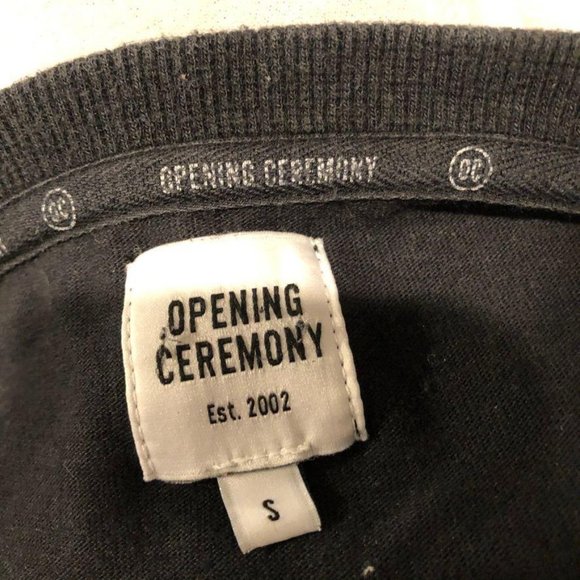 OC OPENING CEREMONY OC
OPENING
CEREMONY
Est. 2002
S